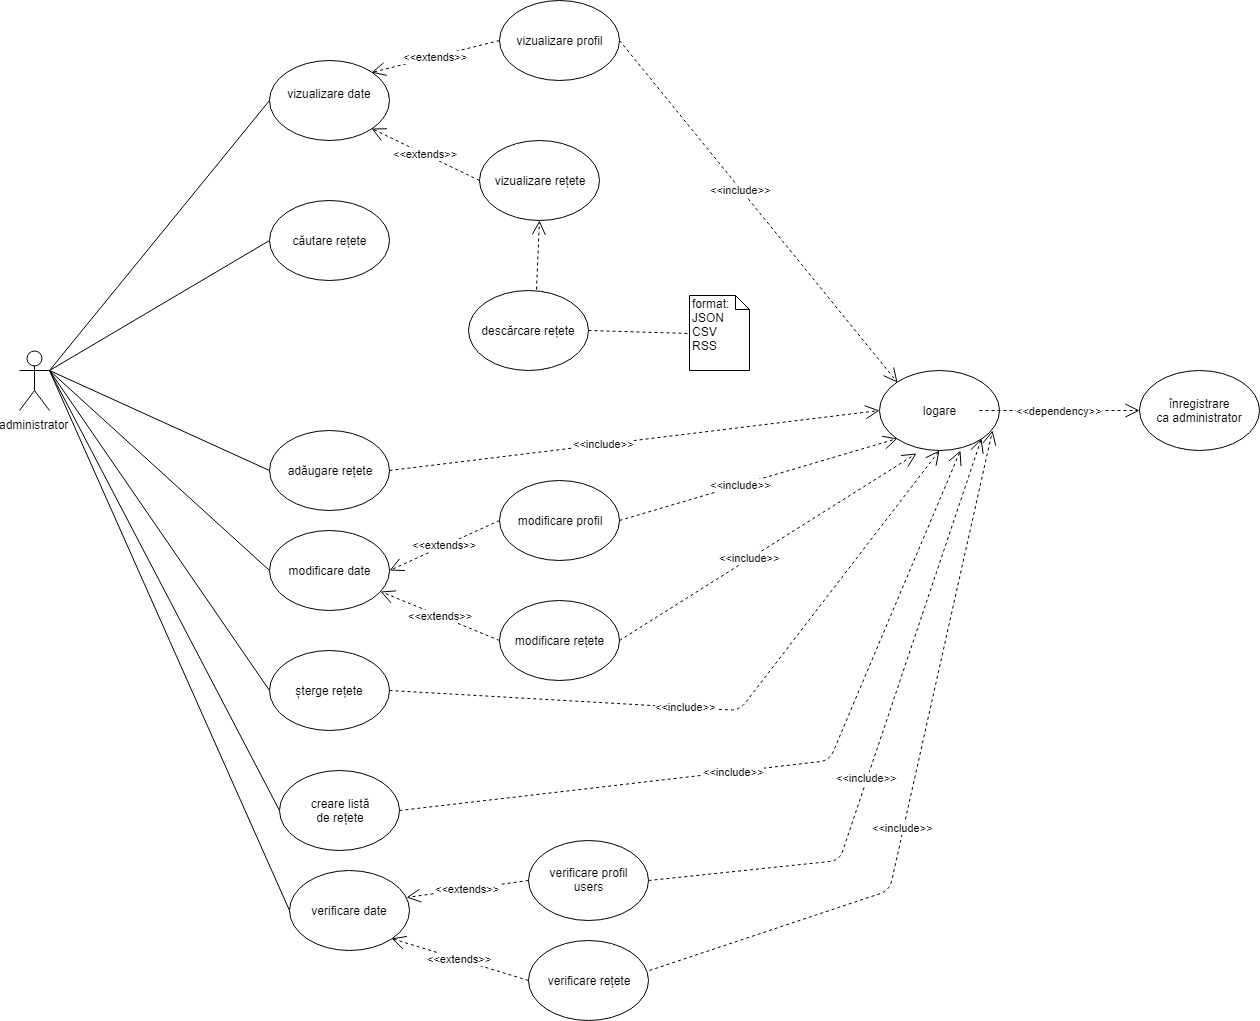 vizualizare profil
<<extends>>
vizualizare date
<<extends>>
vizualizare rețete
<<include>>
căutare rețete
format:
JSON
CSV
RSS
descărcare rețete
administrator
logare
<<dependency>>
înregistrare
ca administrator
<<include>>
adăugare rețete
<<include>>
modificare profil
<<extends>>
<<include>>
modificare date
<<extends>>
modificare rețete
șterge rețete
<<include>>
<<include>>
<<include>>
creare listă
de rețete
<<include>>
verificare profil
users
<<extends>>
verificare date
<<extends>>
verificare rețete